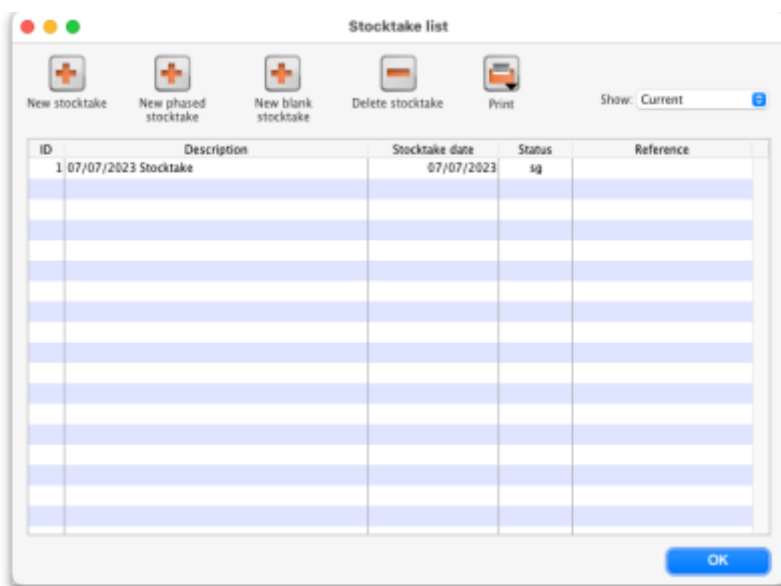 Stocktake list
New stocktake
New phased
stocktake
New blank
stocktake
Delete stocktake
Print
Show: Current
ID Description Stocktake date Status Reference
1 07/07/2023 Stocktake 07/07/2023 sg
OK